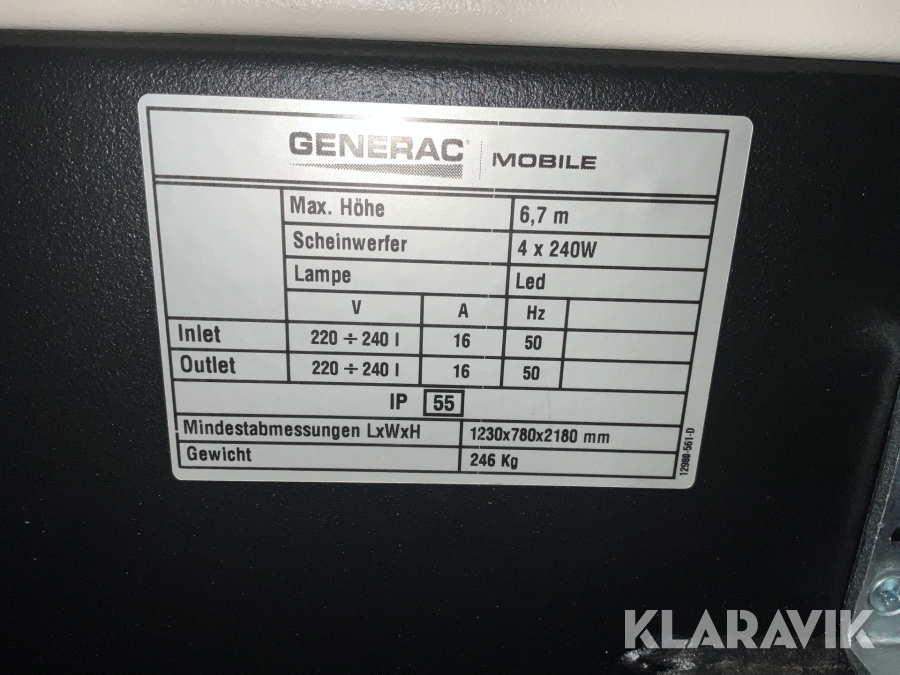 GENERAC MOBILE
Max. Höhe 6,7 m
Scheinwerfer 4 x 240W
Lampe Led
V A Hz
Inlet 220 ÷ 240 I 16 50
Outlet 220 ÷ 240 I 16 50
IP 55
Mindestabmessungen LxWxH 1230x780x2180 mm
Gewicht 246 Kg
12980-561-D
KLARAVIK